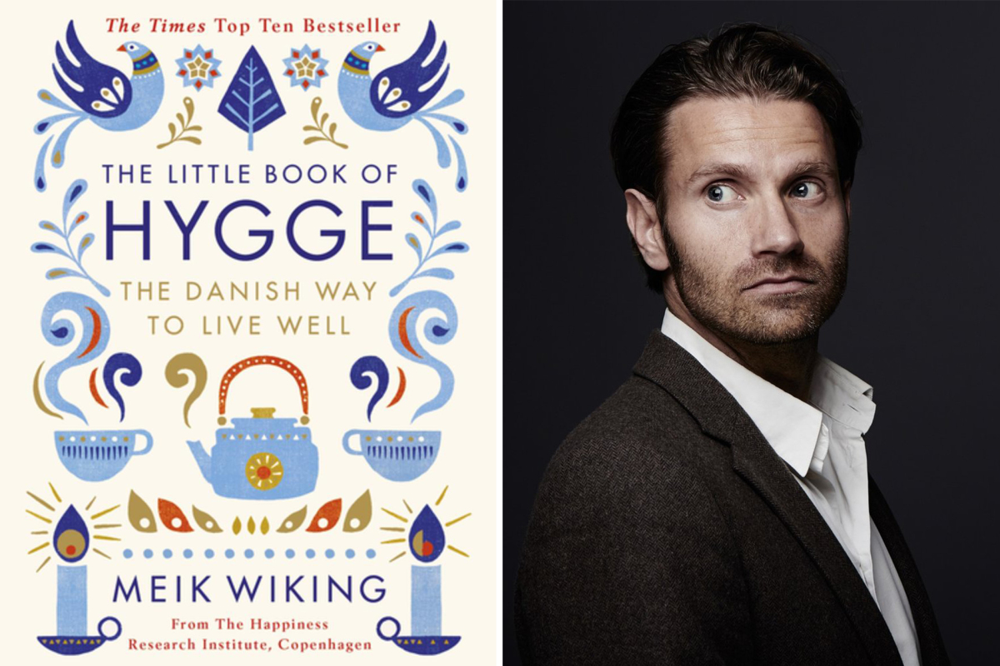 The Times Top Ten Bestseller
THE LITTLE BOOK OF
HYGGE
THE DANISH WAY
TO LIVE WELL
MEIK WIKING
From The Happiness
Research Institute, Copenhagen